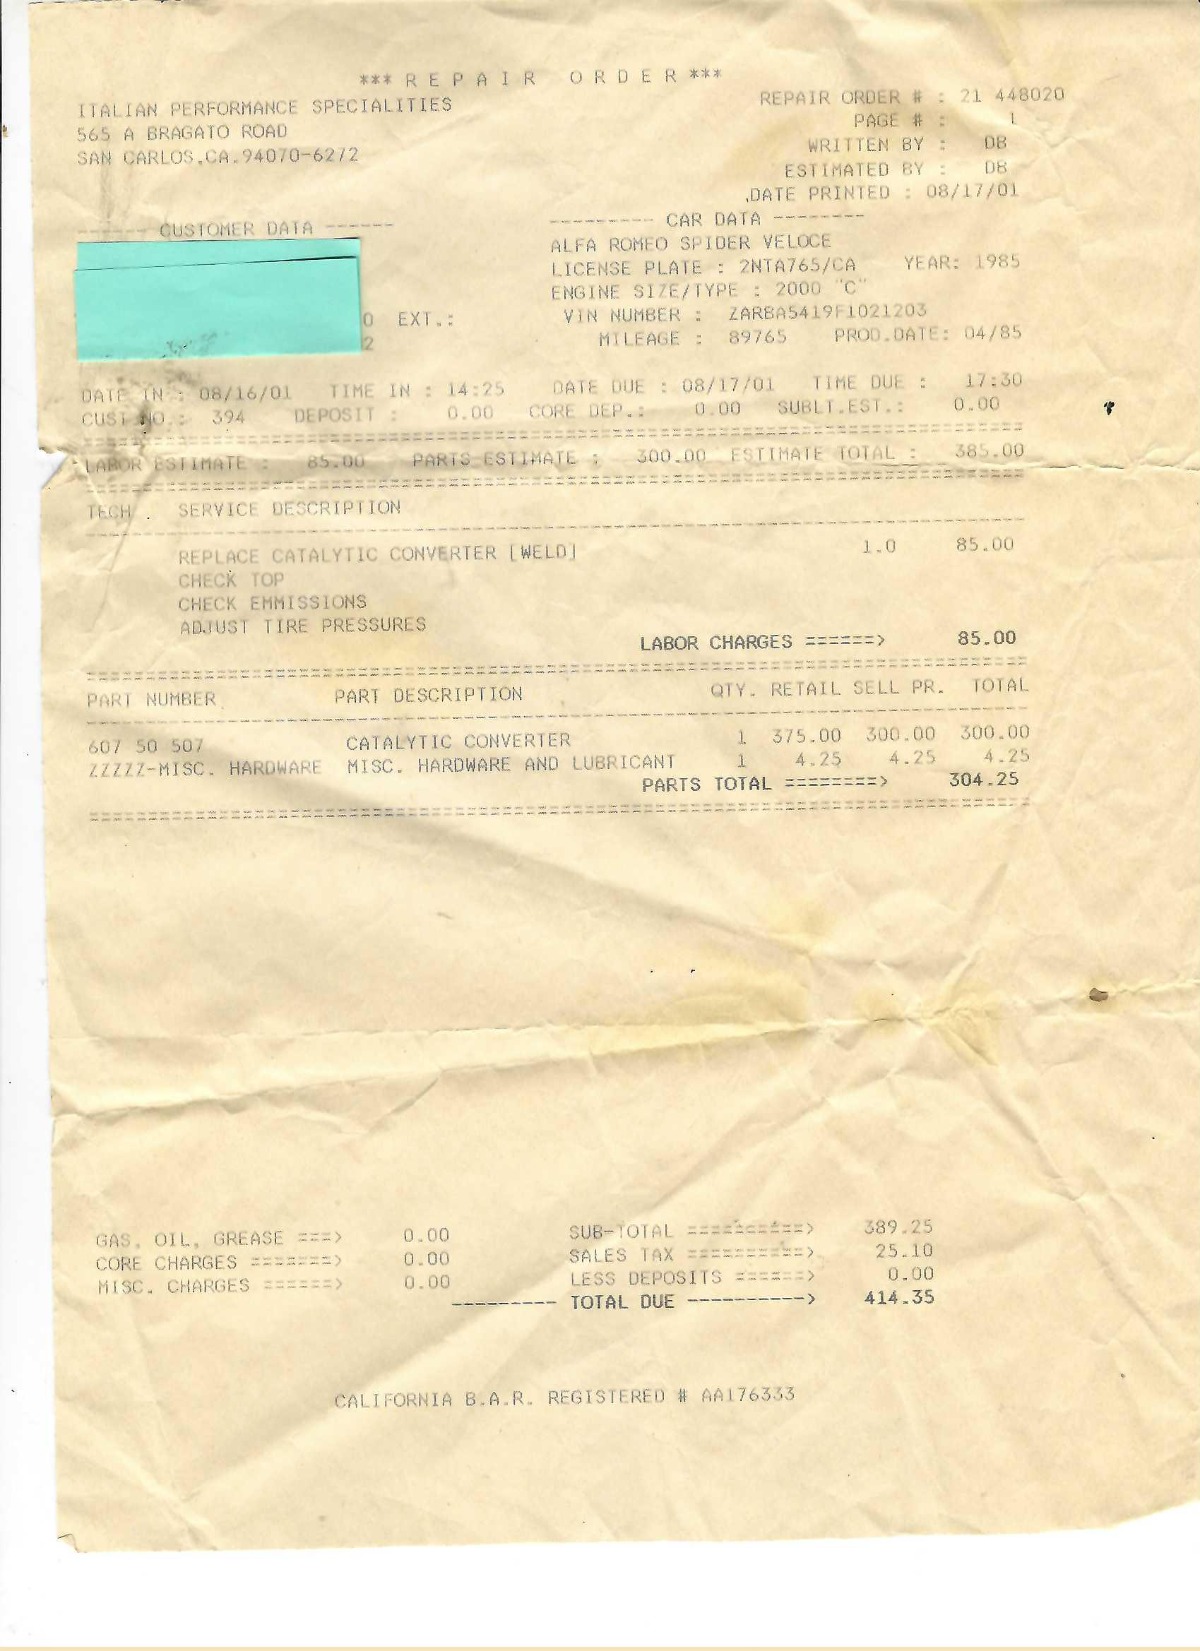 *** R E P A I R   O R D E R ***
ITALIAN PERFORMANCE SPECIALITIES   REPAIR ORDER # : 21 448020
565 A BRAGATO ROAD   PAGE # : 1
SAN CARLOS,CA.94070-6272   WRITTEN BY : DB
ESTIMATED BY : DB
DATE PRINTED : 08/17/01
------ CUSTOMER DATA ------   --------- CAR DATA --------
ALFA ROMEO SPIDER VELOCE
LICENSE PLATE : 2NTA765/CA   YEAR: 1985
ENGINE SIZE/TYPE : 2000 "C"
0 EXT.:   VIN NUMBER : ZARBA5419F1021203
2   MILEAGE : 89765   PROD.DATE: 04/85
DATE IN : 08/16/01   TIME IN : 14:25   DATE DUE : 08/17/01   TIME DUE : 17:30
CUST NO.: 394   DEPOSIT : 0.00   CORE DEP.: 0.00   SUBLT.EST.: 0.00
LABOR ESTIMATE : 85.00   PARTS ESTIMATE : 300.00   ESTIMATE TOTAL : 385.00
TECH .   SERVICE DESCRIPTION
REPLACE CATALYTIC CONVERTER [WELD]   1.0   85.00
CHECK TOP
CHECK EMMISSIONS
ADJUST TIRE PRESSURES
LABOR CHARGES ======>   85.00
PART NUMBER   PART DESCRIPTION   QTY. RETAIL SELL PR. TOTAL
607 50 507   CATALYTIC CONVERTER   1   375.00   300.00   300.00
ZZZZZ-MISC. HARDWARE   MISC. HARDWARE AND LUBRICANT   1   4.25   4.25   4.25
PARTS TOTAL ========>   304.25
GAS, OIL, GREASE ===>   0.00   SUB-TOTAL ===========>   389.25
CORE CHARGES =======>   0.00   SALES TAX ===========>   25.10
MISC. CHARGES ======>   0.00   LESS DEPOSITS ======>   0.00
--------- TOTAL DUE ---------->   414.35
CALIFORNIA B.A.R. REGISTERED # AA176333